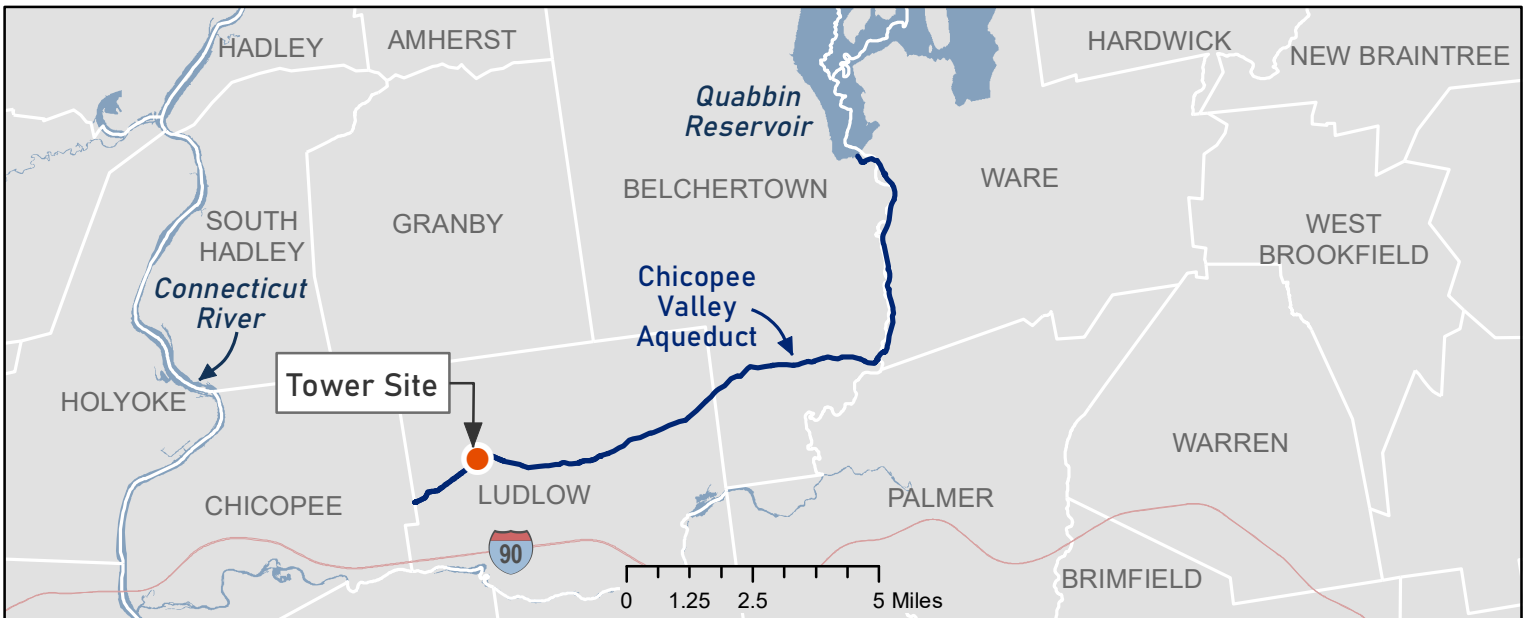 HADLEY
AMHERST
HARDWICK
NEW BRAINTREE
Quabbin
Reservoir
BELCHERTOWN
WARE
SOUTH
HADLEY
GRANBY
WEST
BROOKFIELD
Connecticut
River
Chicopee
Valley
Aqueduct
Tower Site
HOLYOKE
WARREN
CHICOPEE
LUDLOW
PALMER
90
BRIMFIELD
0 1.25 2.5 5 Miles